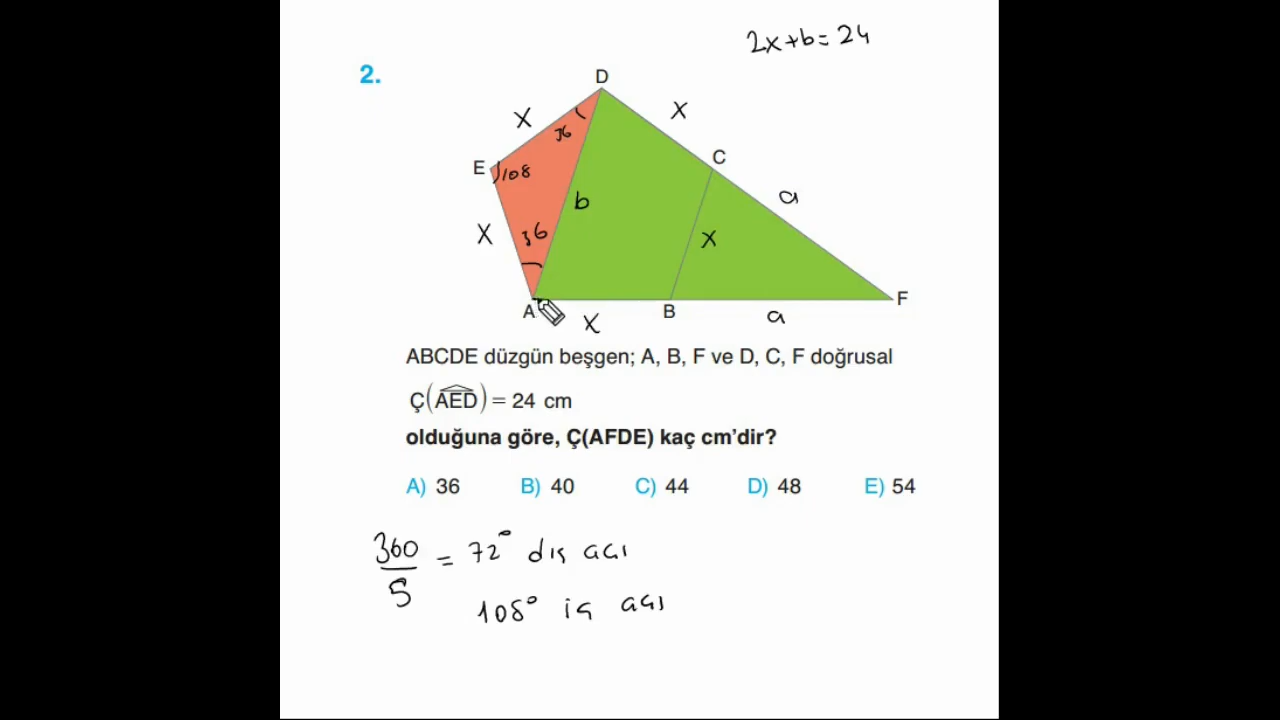 2x+b=24
2.
D
x
x
36
C
E
108
b
a
x
36
x
F
A
x
B
a
ABCDE düzgün beşgen; A, B, F ve D, C, F doğrusal
Ç(AED) = 24 cm
olduğuna göre, Ç(AFDE) kaç cm'dir?
A) 36 B) 40 C) 44 D) 48 E) 54
360/5 = 72° dış açı
108° iç açı